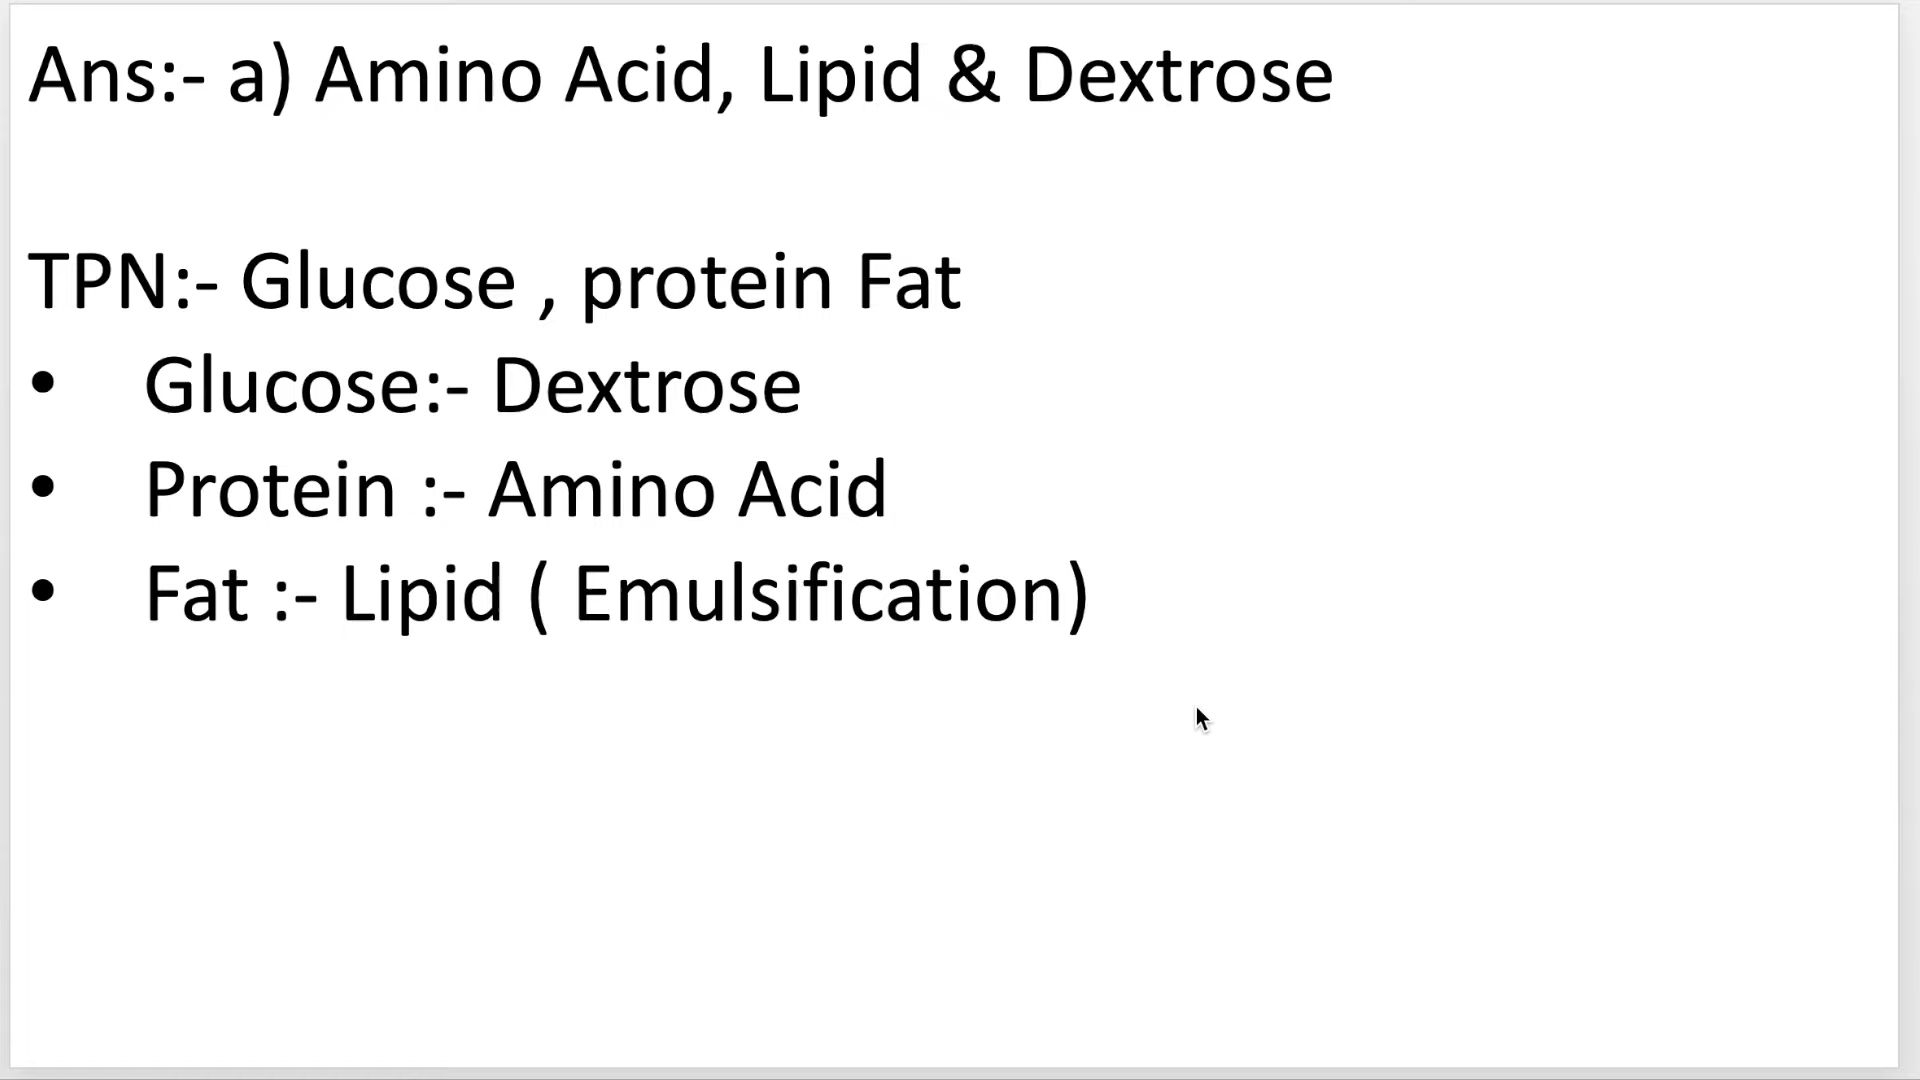 Ans:- a) Amino Acid, Lipid & Dextrose
TPN:- Glucose , protein Fat
• Glucose:- Dextrose
• Protein :- Amino Acid
• Fat :- Lipid ( Emulsification)